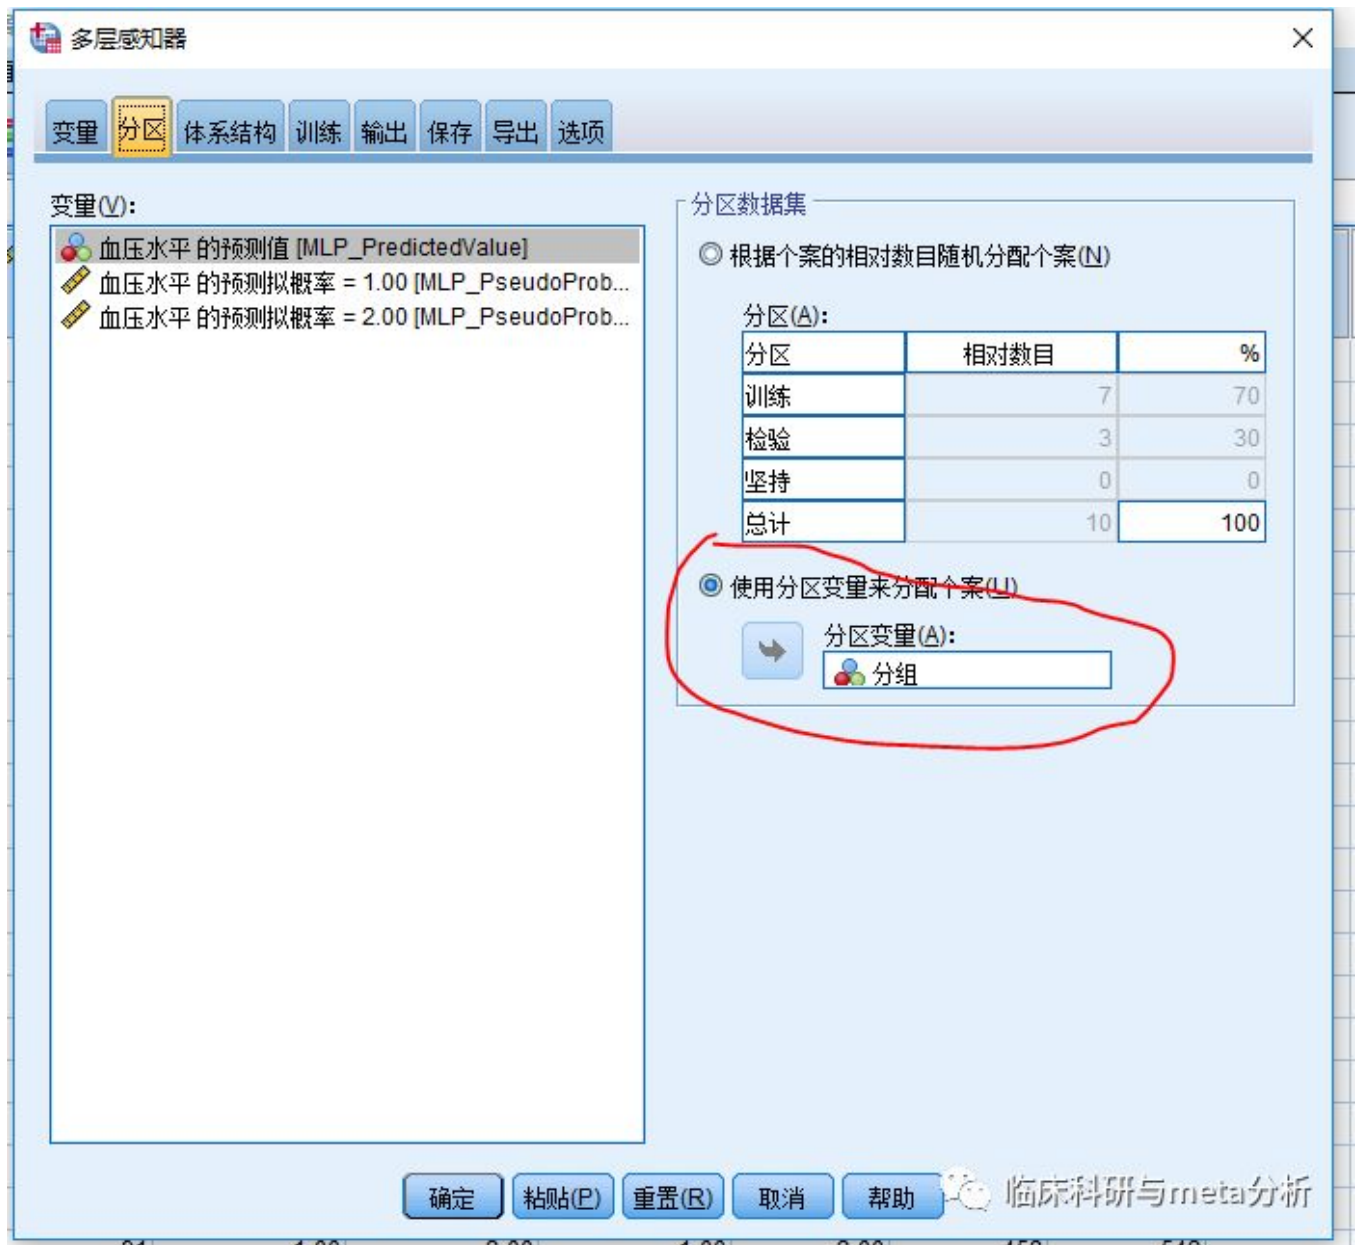 多层感知器
变量 分区 体系结构 训练 输出 保存 导出 选项
变量(V):
血压水平 的预测值 [MLP_PredictedValue]
血压水平 的预测拟概率 = 1.00 [MLP_PseudoProb...
血压水平 的预测拟概率 = 2.00 [MLP_PseudoProb...
分区数据集
根据个案的相对数目随机分配个案(N)
分区(A):
分区 相对数目 %
训练 7 70
检验 3 30
坚持 0 0
总计 10 100
使用分区变量来分配个案(U)
分区变量(A):
分组
确定 粘贴(P) 重置(R) 取消 帮助
临床科研与meta分析